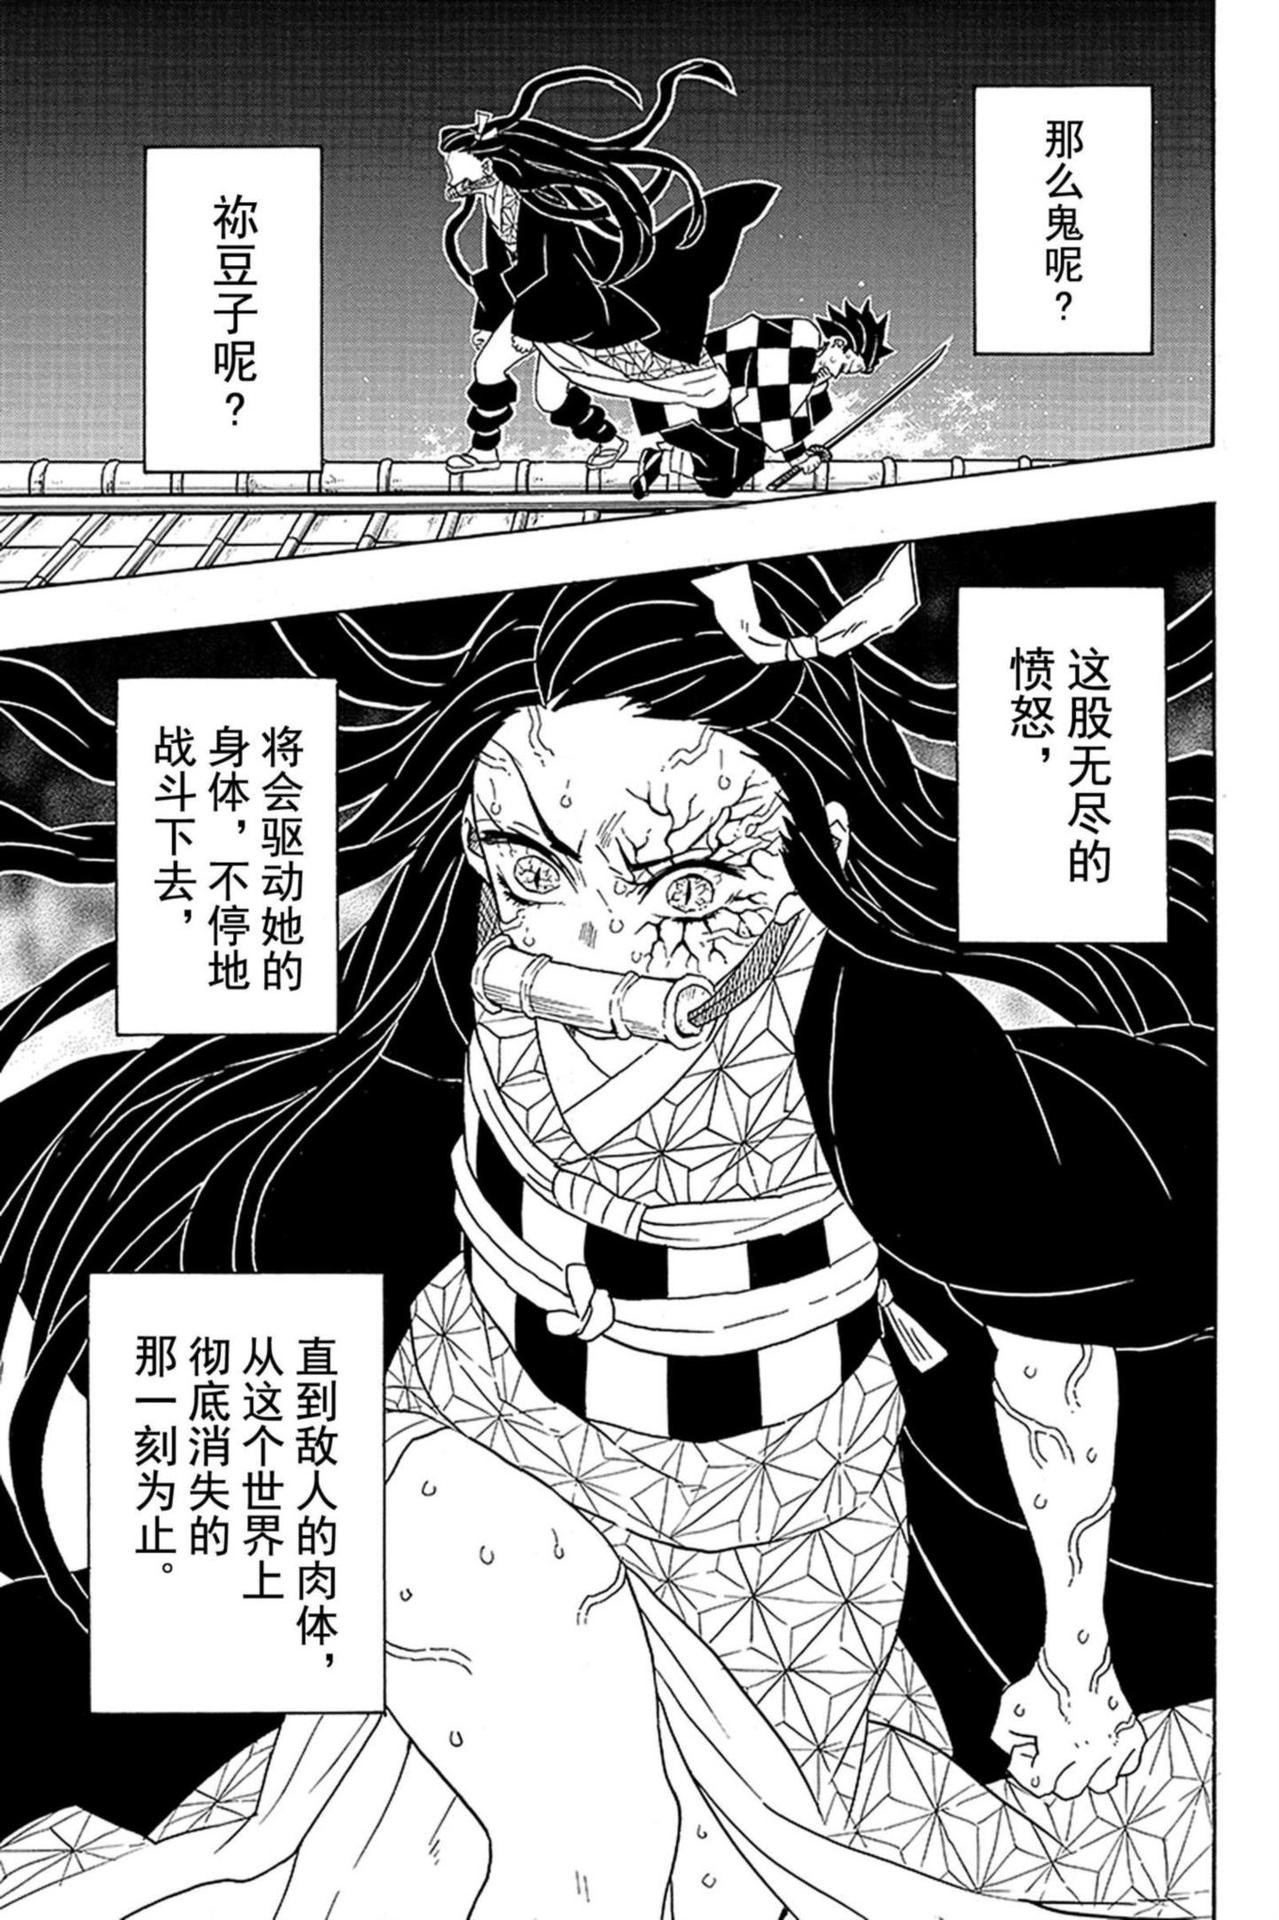 那么鬼呢？
祢豆子呢？
这股无尽的
愤怒，
将会驱动她的
身体，不停地
战斗下去，
直到敌人的肉体，
从这个世界上
彻底消失的
那一刻为止。